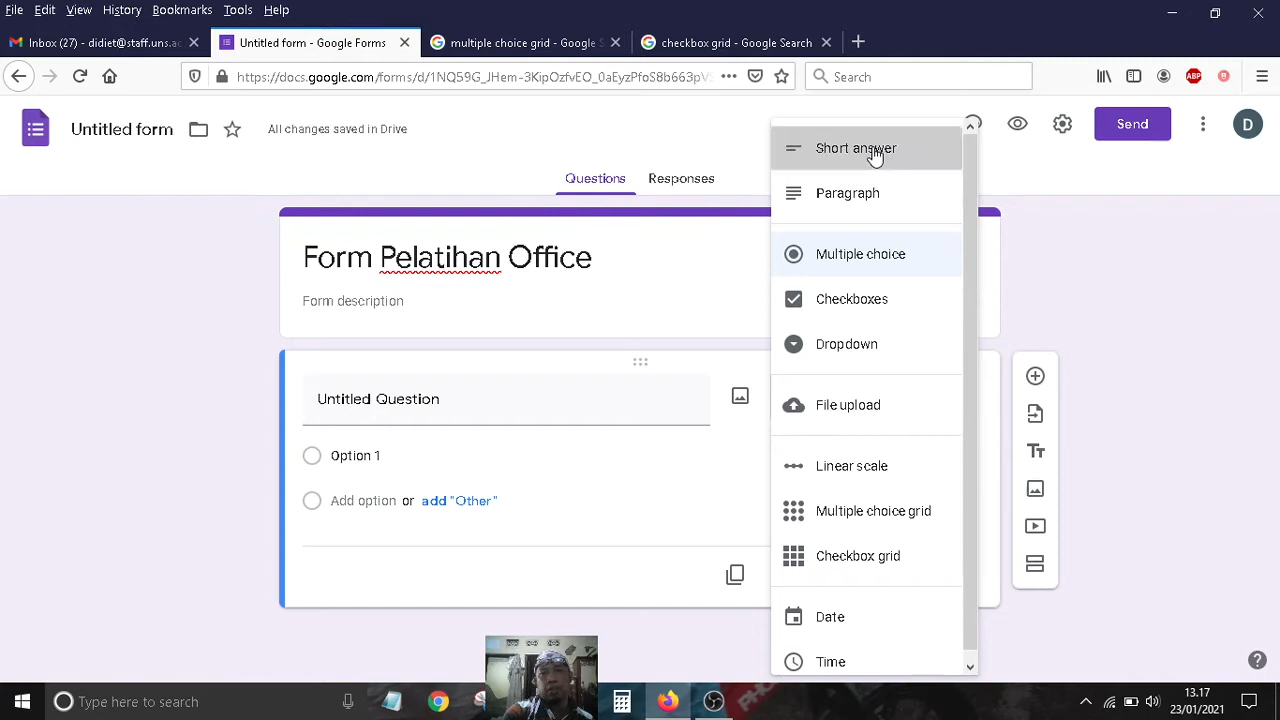 File Edit View History Bookmarks Tools Help
Inbox (27) - didiet@staff.uns.ac
Untitled form - Google Forms
multiple choice grid - Google S
checkbox grid - Google Search
https://docs.google.com/forms/d/1NQ59G_JHem-3KipOzfvEO_0aEyzPfoS8b663pVS
Search
ABP
Untitled form
All changes saved in Drive
Send
D
Questions
Responses
Form Pelatihan Office
Form description
Untitled Question
Option 1
Add option or add "Other"
Short answer
Paragraph
Multiple choice
Checkboxes
Dropdown
File upload
Linear scale
Multiple choice grid
Checkbox grid
Date
Time
Type here to search
13.17
23/01/2021